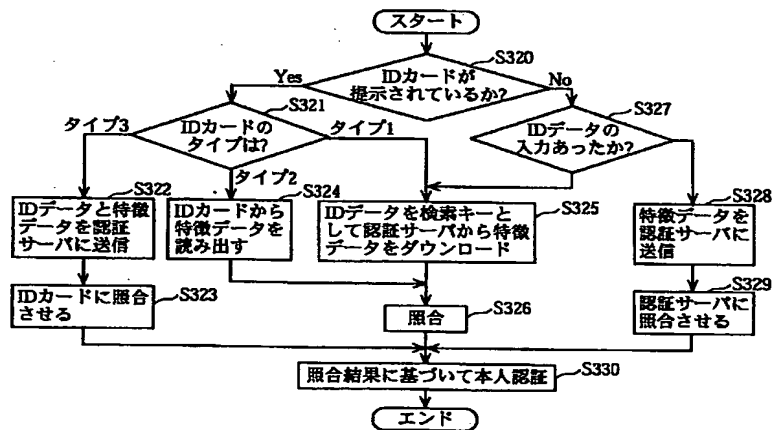 スタート
S320
Yes
IDカードが
提示されているか?
No
S321
S327
タイプ3
IDカードの
タイプは?
タイプ1
IDデータの
入力あったか?
タイプ2
S322
S324
S325
S328
IDデータと特徴
データを認証
サーバに送信
IDカードから
特徴データを
読み出す
IDデータを検索キーと
して認証サーバから特徴
データをダウンロード
特徴データを
認証サーバに
送信
S323
S329
IDカードに照合
させる
照合
S326
認証サーバに
照合させる
S330
照合結果に基づいて本人認証
エンド